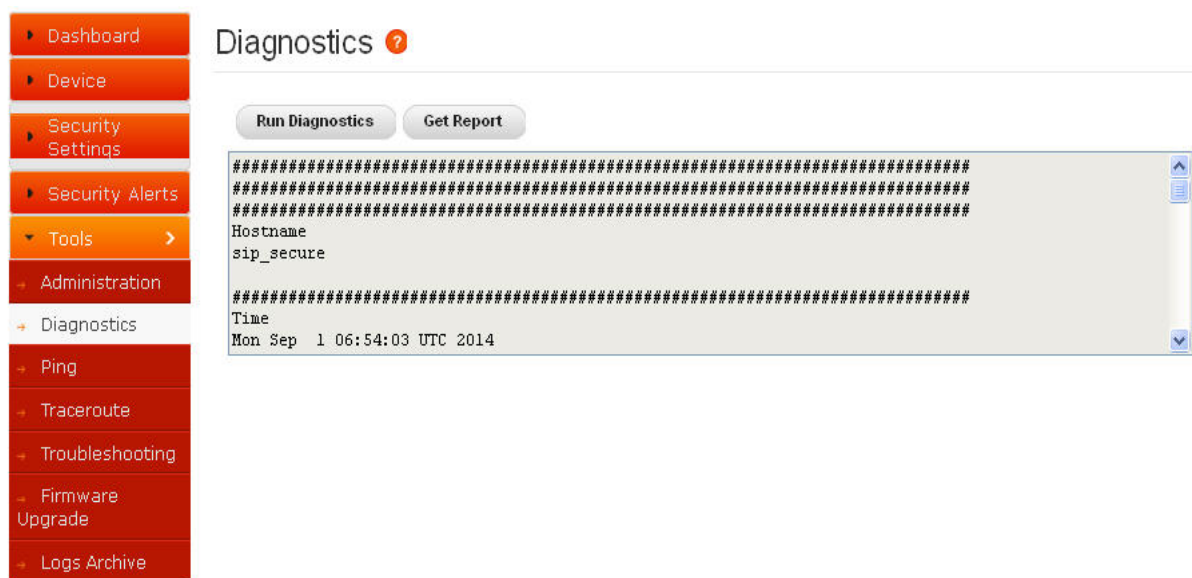 Dashboard
Device
Security
Settings
Security Alerts
Tools
Administration
Diagnostics
Ping
Traceroute
Troubleshooting
Firmware
Upgrade
Logs Archive
Diagnostics ?
Run Diagnostics Get Report
###############################################################################
###############################################################################
###############################################################################
Hostname
sip_secure
###############################################################################
Time
Mon Sep  1 06:54:03 UTC 2014